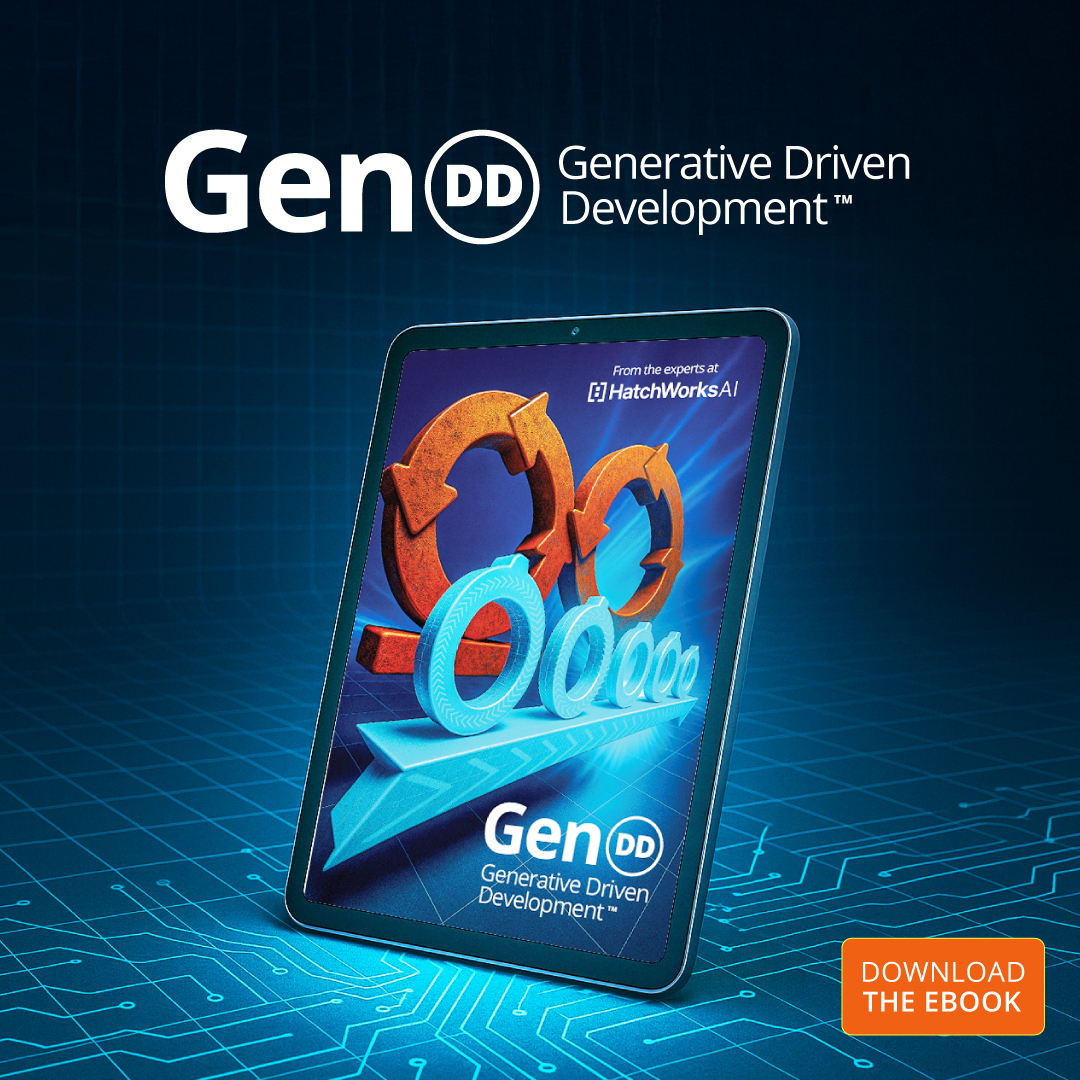 Gen DD
Generative Driven
Development™
From the experts at
HatchWorksAI
Gen DD
Generative Driven
Development™
DOWNLOAD
THE EBOOK